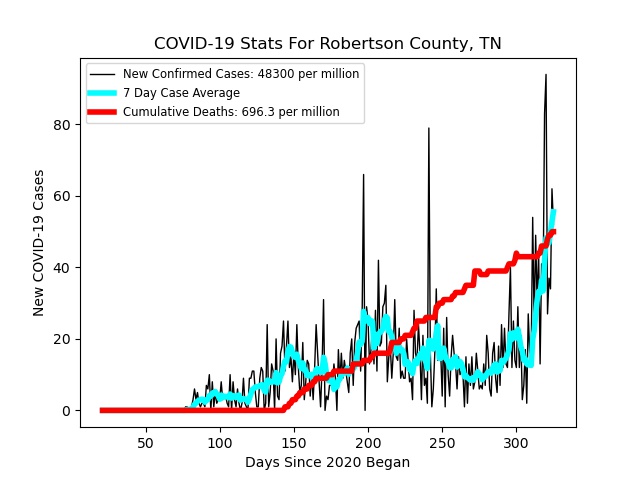 COVID-19 Stats For Robertson County, TN
New Confirmed Cases: 48300 per million
7 Day Case Average
Cumulative Deaths: 696.3 per million
New COVID-19 Cases
80
60
40
20
0
50 100 150 200 250 300
Days Since 2020 Began